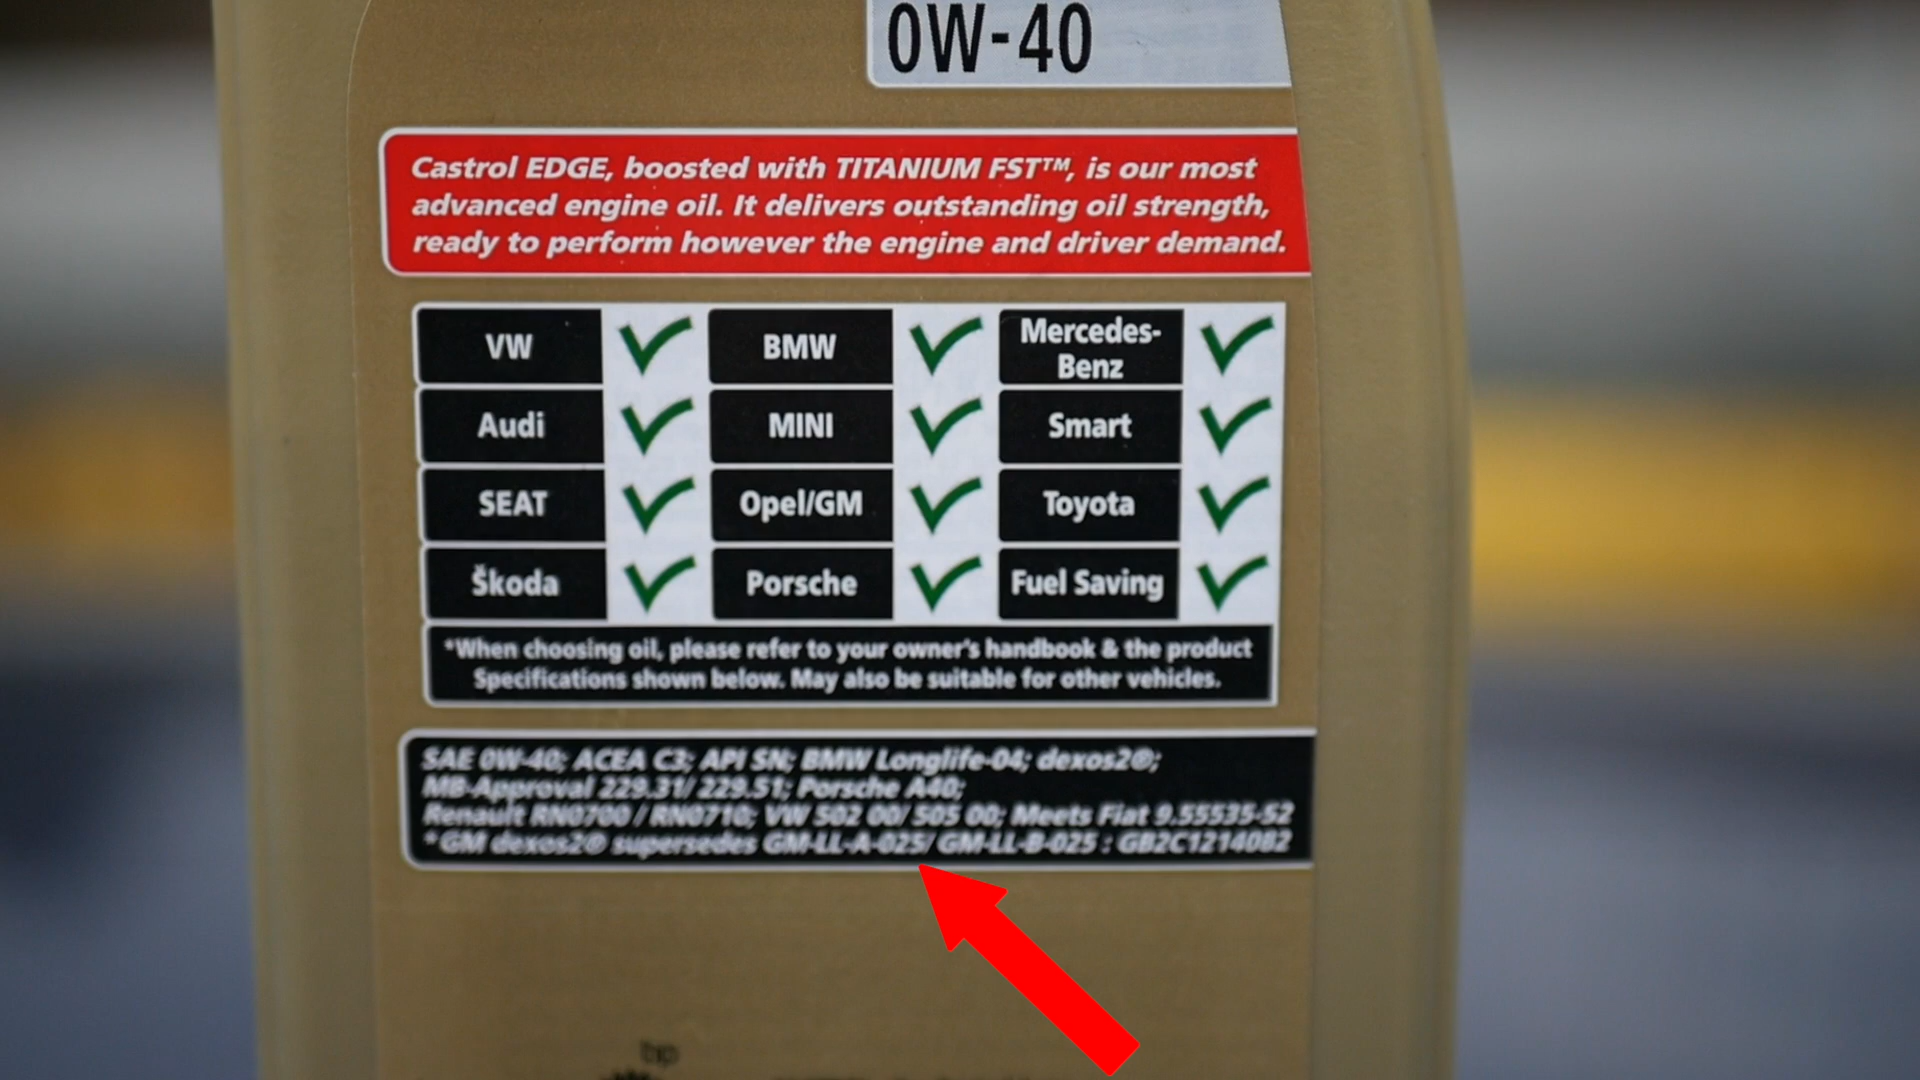 0W-40
Castrol EDGE, boosted with TITANIUM FST™, is our most
advanced engine oil. It delivers outstanding oil strength,
ready to perform however the engine and driver demand.
VW BMW Mercedes-Benz
Audi MINI Smart
SEAT Opel/GM Toyota
Škoda Porsche Fuel Saving
*When choosing oil, please refer to your owner's handbook & the product
Specifications shown below. May also be suitable for other vehicles.
SAE 0W-40; ACEA C3; API SN; BMW Longlife-04; dexos2®;
MB-Approval 229.31/ 229.51; Porsche A40;
Renault RN0700 / RN0710; VW 502 00/ 505 00; Meets Fiat 9.55535-S2
*GM dexos2® supersedes GM-LL-A-025/ GM-LL-B-025 : GB2C1214082
bp